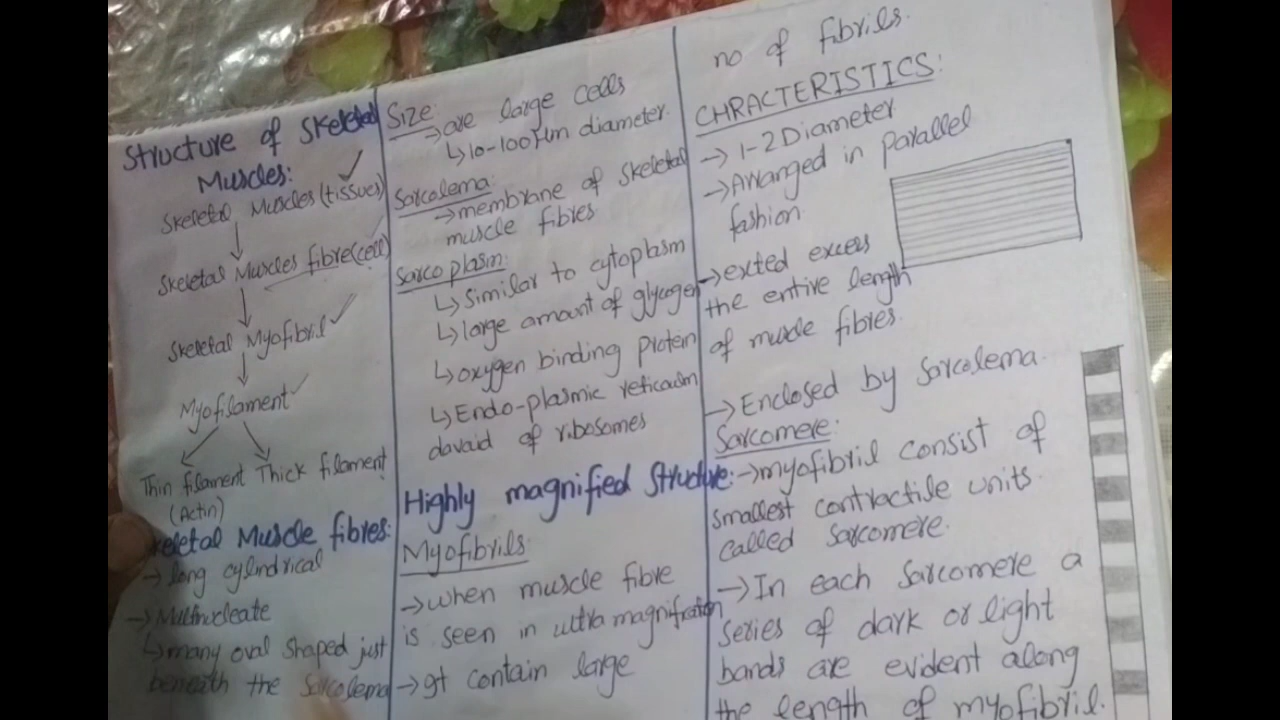 Structure of Skeletal
Muscles:
Skeletal Muscles (tissues)
Skeletal Muscles fibre(cell)
Skeletal Myofibril
Myofilament
Thin filament Thick filament
(Actin)
keletal Muscle fibres:
→ long cylindrical
→ Multinucleate
↳ many oval shaped just
beneath the Sarcolema
Size:
→ are large cells
↳ 10-100 μm diameter.
Sarcolema:
→ membrane of skeletal
muscle fibres
Sarcoplasm:
↳ Similar to cytoplasm
↳ large amount of glycogen
↳ oxygen binding protein
↳ Endo-plasmic reticulum
davaid of ribosomes
Highly magnified Structure:
Myofibrils:
→ when muscle fibre
is seen in ultra magnification
→ It contain large
no of fibrils.
CHRACTERISTICS:
→ 1-2 Diameter
→ Arranged in parallel
fashion.
→ exted excess
the entire length
of muscle fibres.
→ Enclosed by Sarcolema.
Sarcomere:
→ myofibril consist of
smallest contractile units.
called Sarcomere.
→ In each Sarcomere a
series of dark or light
bands are evident along
the length of myofibril.